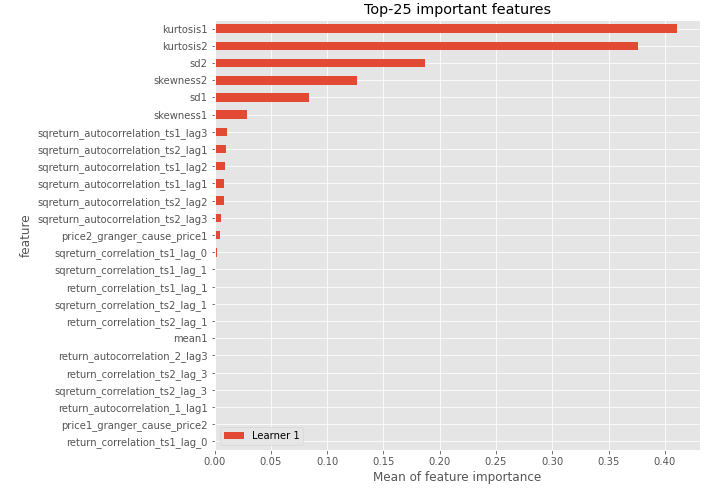 Top-25 important features
kurtosis1
kurtosis2
sd2
skewness2
sd1
skewness1
sqreturn_autocorrelation_ts1_lag3
sqreturn_autocorrelation_ts2_lag1
sqreturn_autocorrelation_ts1_lag2
sqreturn_autocorrelation_ts1_lag1
sqreturn_autocorrelation_ts2_lag2
sqreturn_autocorrelation_ts2_lag3
price2_granger_cause_price1
sqreturn_correlation_ts1_lag_0
sqreturn_correlation_ts1_lag_1
return_correlation_ts1_lag_1
sqreturn_correlation_ts2_lag_1
return_correlation_ts2_lag_1
mean1
return_autocorrelation_2_lag3
return_correlation_ts2_lag_3
sqreturn_correlation_ts2_lag_3
return_autocorrelation_1_lag1
price1_granger_cause_price2
return_correlation_ts1_lag_0
feature
Learner 1
0.00 0.05 0.10 0.15 0.20 0.25 0.30 0.35 0.40
Mean of feature importance